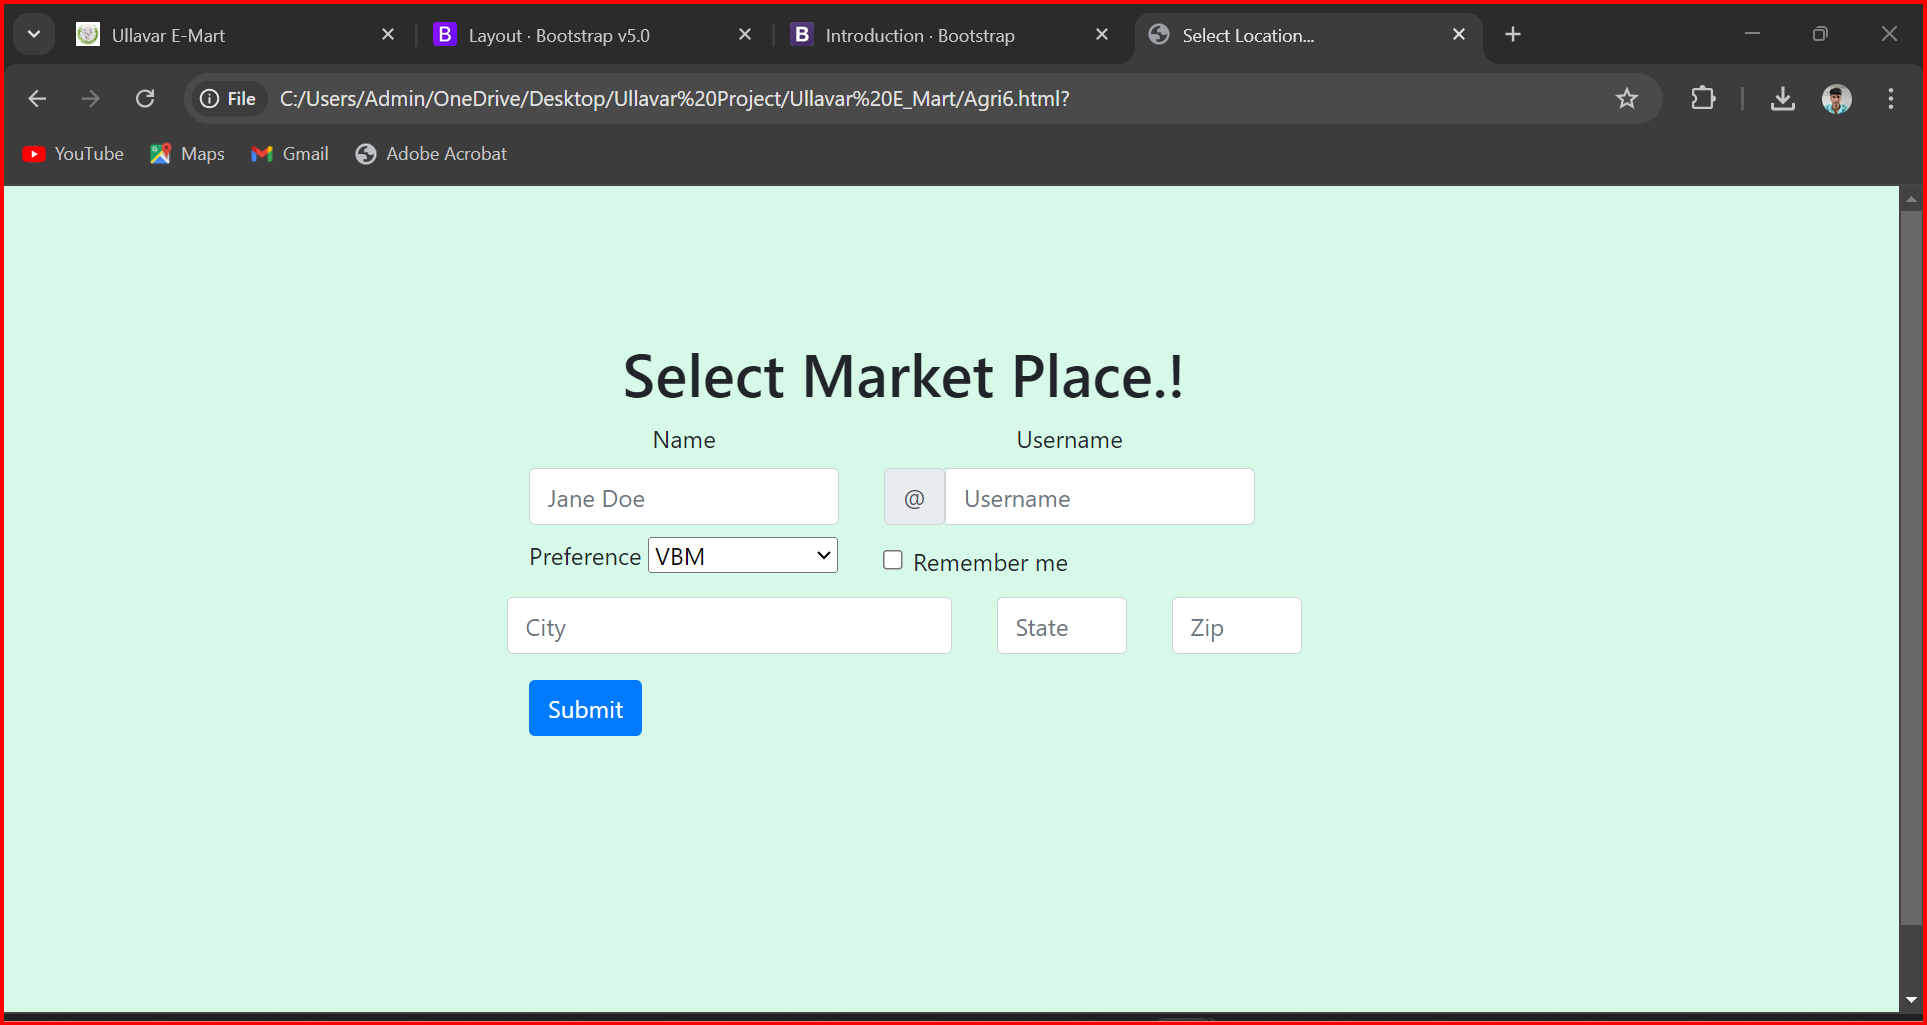 Ullavar E-Mart
Layout · Bootstrap v5.0
Introduction · Bootstrap
Select Location...
File C:/Users/Admin/OneDrive/Desktop/Ullavar%20Project/Ullavar%20E_Mart/Agri6.html?
YouTube Maps Gmail Adobe Acrobat
Select Market Place.!
Name Username
Jane Doe @ Username
Preference VBM Remember me
City State Zip
Submit